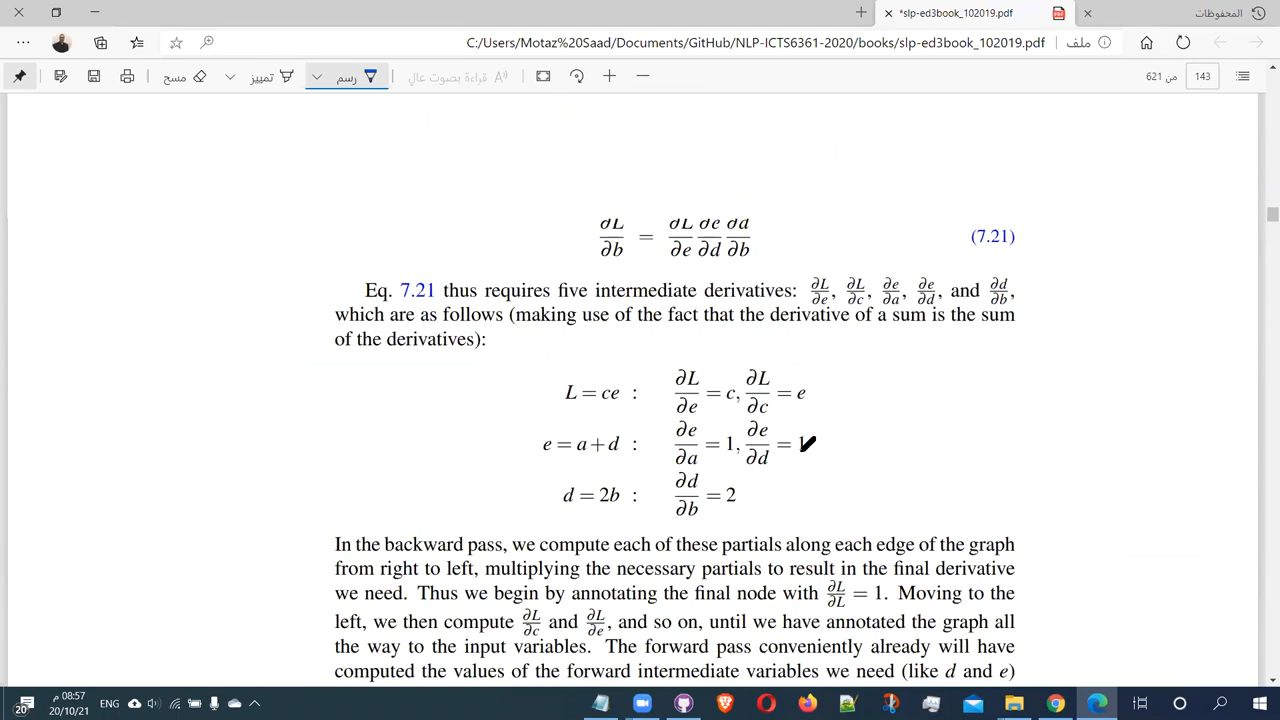 *slp-ed3book_102019.pdf
المحفوظات
C:/Users/Motaz%20Saad/Documents/GitHub/NLP-ICTS6361-2020/books/slp-ed3book_102019.pdf
ملف
مسح
تمييز
رسم
قراءة بصوت عالٍ
من 621
143
∂L/∂b = ∂L/∂e ∂e/∂d ∂d/∂b (7.21)
Eq. 7.21 thus requires five intermediate derivatives: ∂L/∂e, ∂L/∂c, ∂e/∂a, ∂e/∂d, and ∂d/∂b,
which are as follows (making use of the fact that the derivative of a sum is the sum
of the derivatives):
L = ce : ∂L/∂e = c, ∂L/∂c = e
e = a+d : ∂e/∂a = 1, ∂e/∂d = 1
d = 2b : ∂d/∂b = 2
In the backward pass, we compute each of these partials along each edge of the graph
from right to left, multiplying the necessary partials to result in the final derivative
we need. Thus we begin by annotating the final node with ∂L/∂L = 1. Moving to the
left, we then compute ∂L/∂c and ∂L/∂e, and so on, until we have annotated the graph all
the way to the input variables. The forward pass conveniently already will have
computed the values of the forward intermediate variables we need (like d and e)
08:57 م
20/10/21
ENG
20